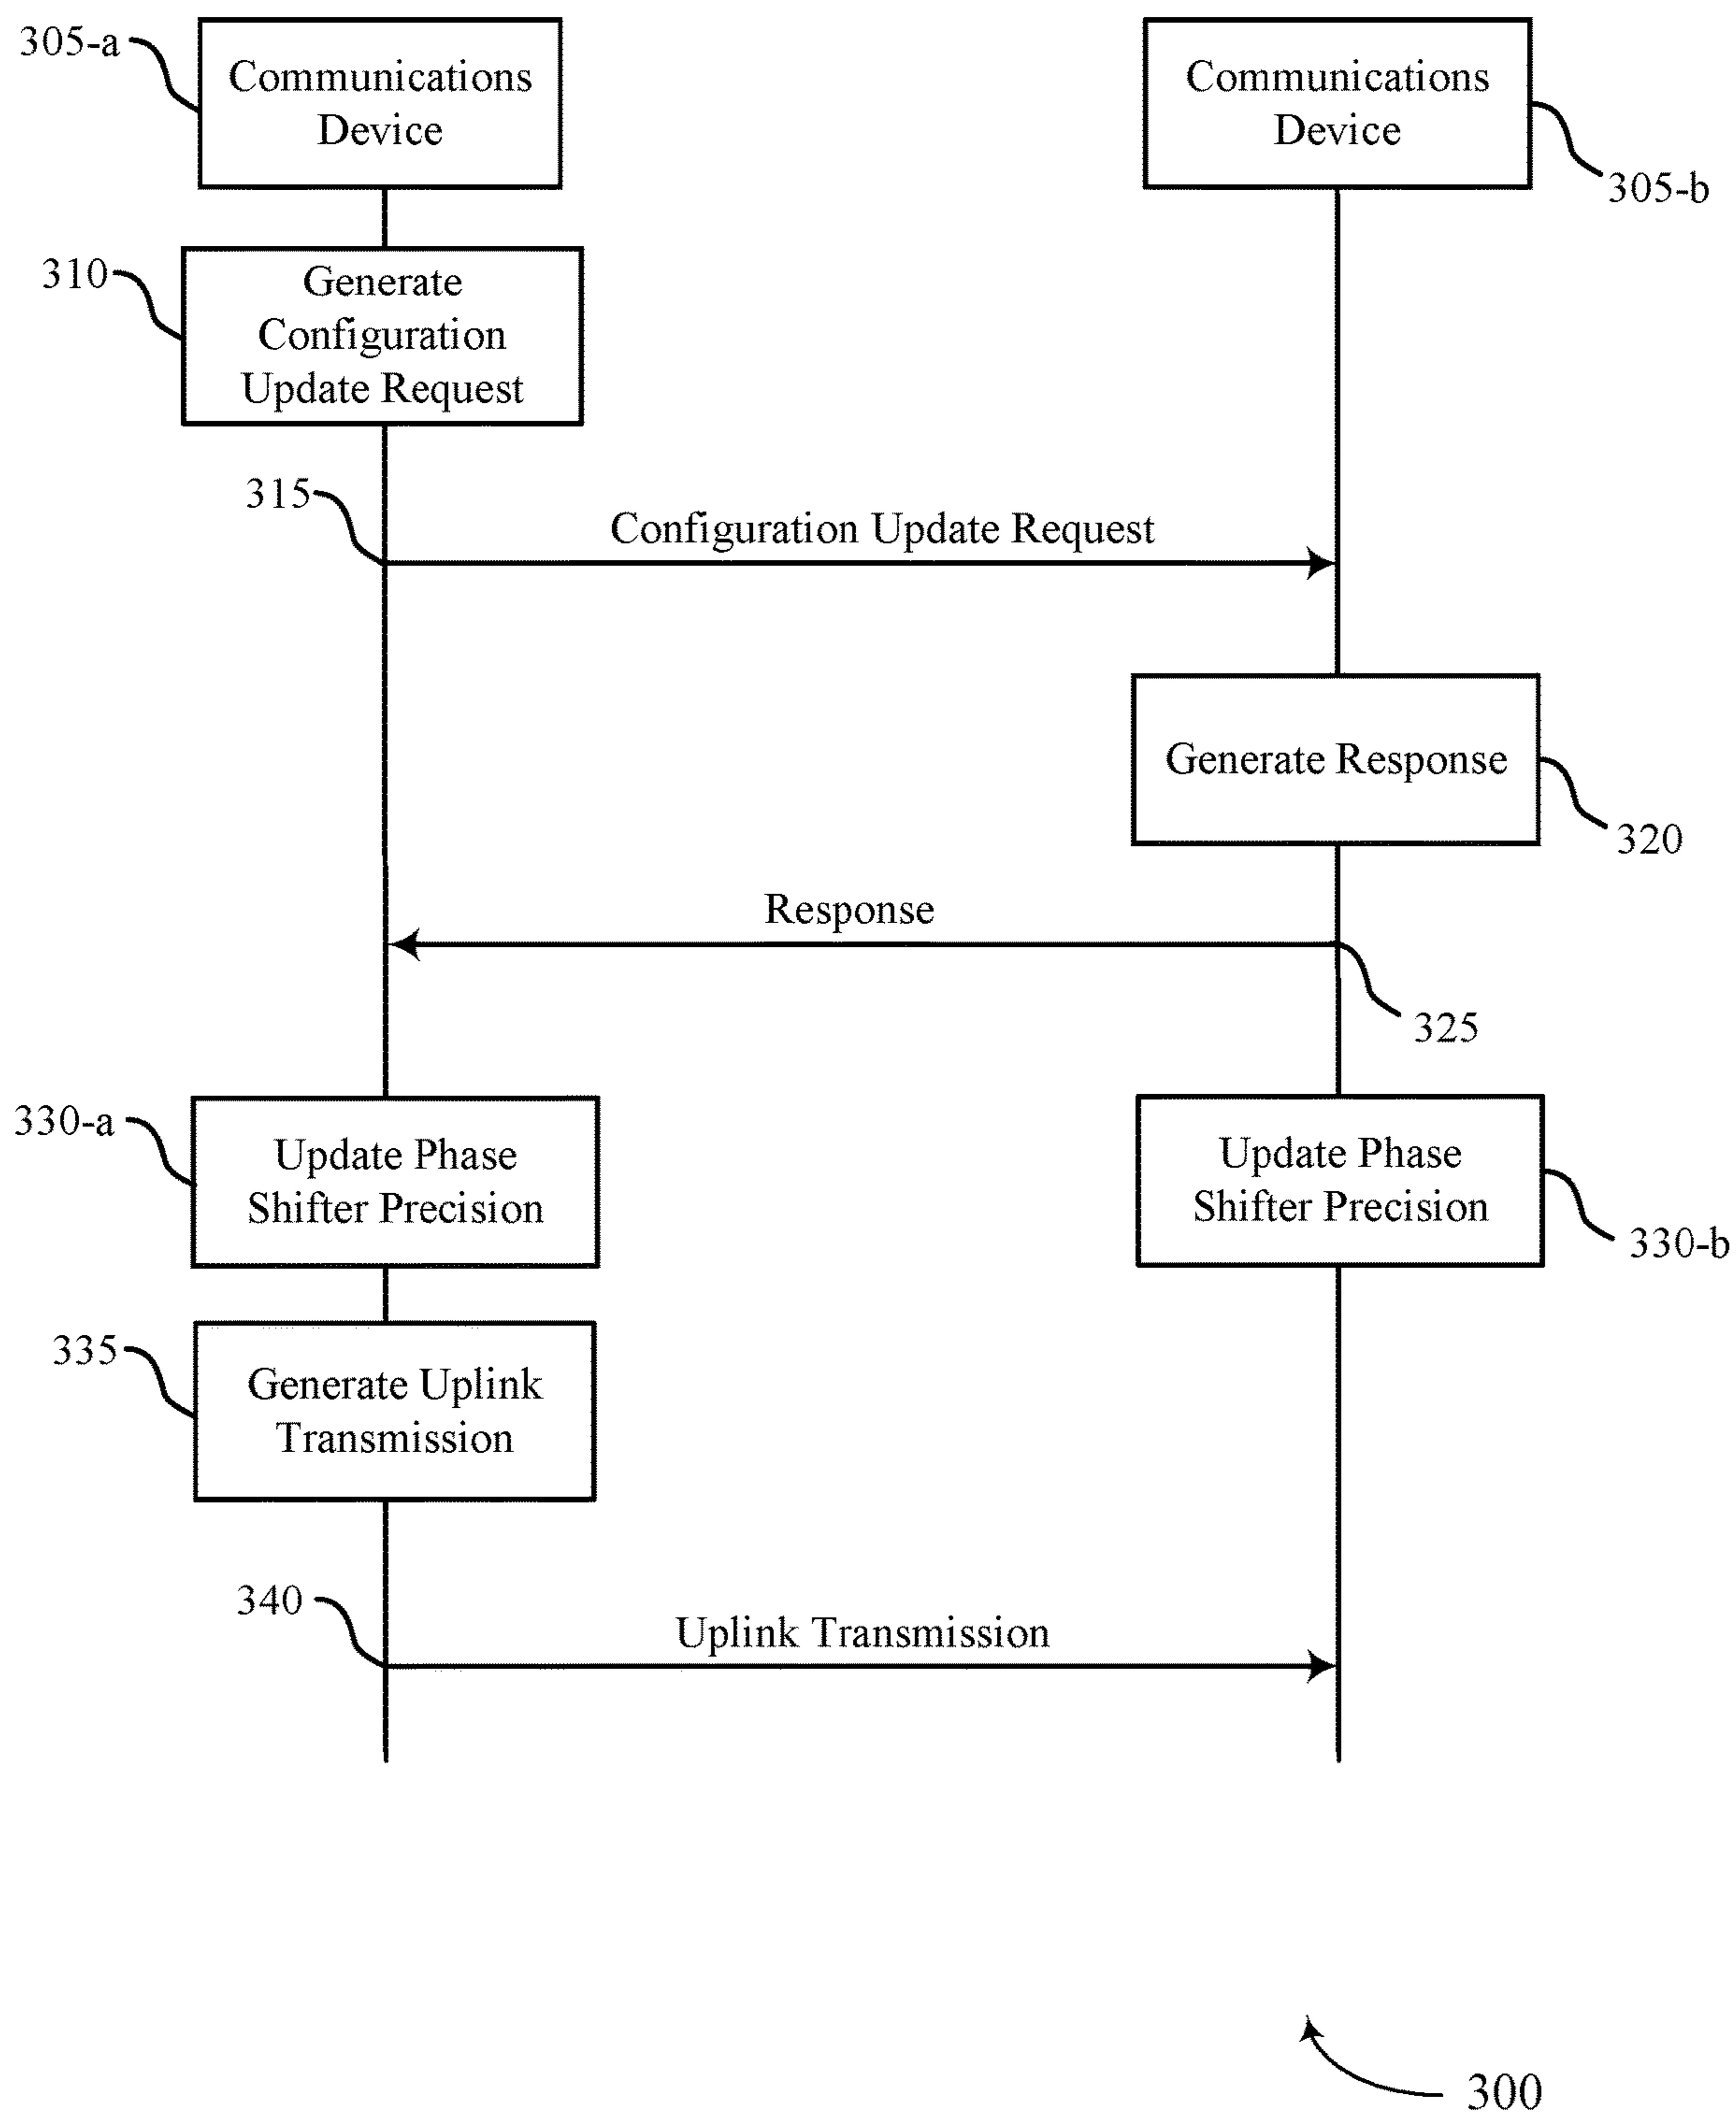 305-a
Communications
Device
Communications
Device
305-b
310
Generate
Configuration
Update Request
315
Configuration Update Request
Generate Response
320
Response
325
330-a
Update Phase
Shifter Precision
Update Phase
Shifter Precision
330-b
335
Generate Uplink
Transmission
340
Uplink Transmission
300